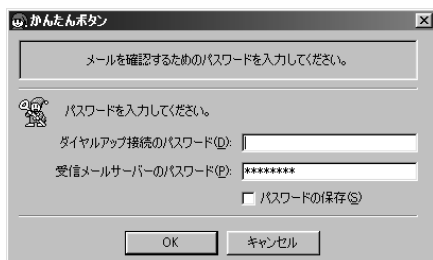 かんたんボタン
メールを確認するためのパスワードを入力してください。
パスワードを入力してください。
ダイヤルアップ接続のパスワード(D):
受信メールサーバーのパスワード(P): ********
パスワードの保存(S)
OK キャンセル